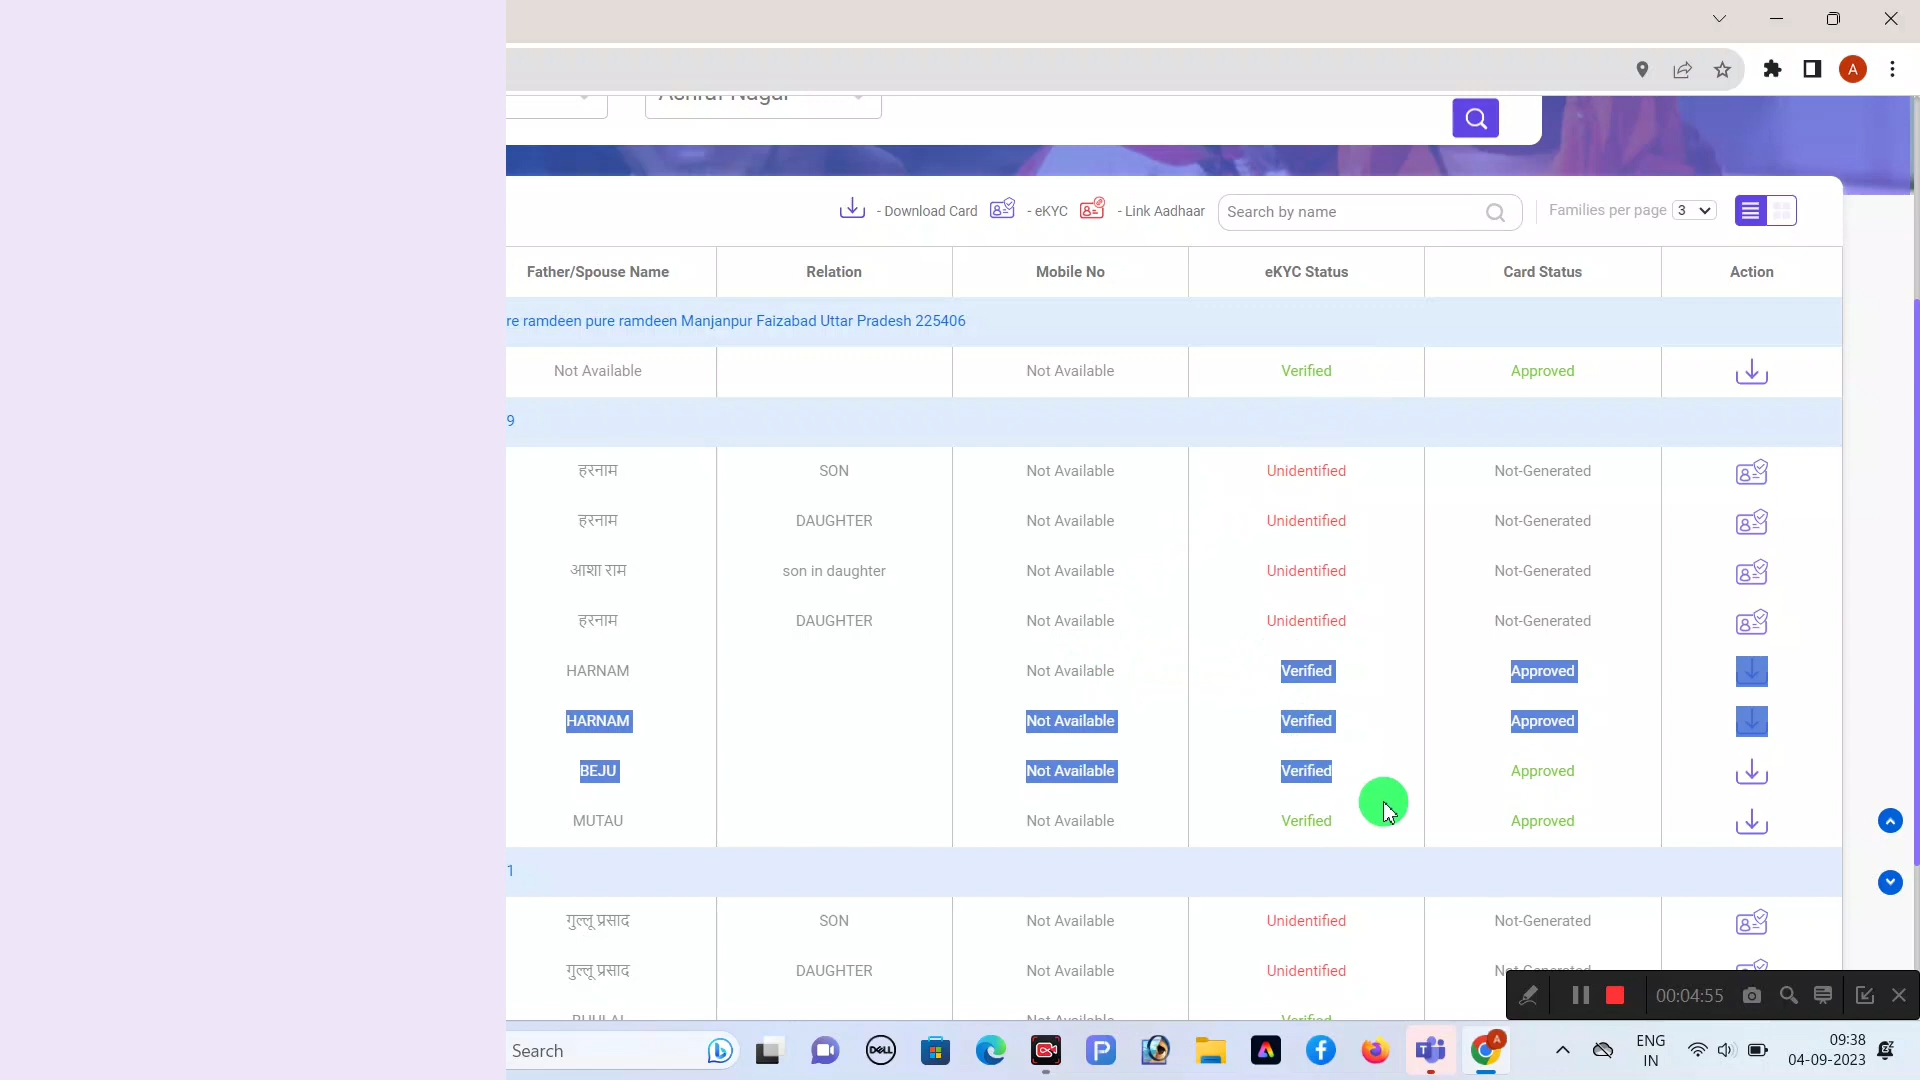 A
- Download Card - eKYC - Link Aadhaar Search by name Families per page 3
Father/Spouse Name Relation Mobile No eKYC Status Card Status Action
re ramdeen pure ramdeen Manjanpur Faizabad Uttar Pradesh 225406
Not Available Not Available Verified Approved
9
हरनाम SON Not Available Unidentified Not-Generated
हरनाम DAUGHTER Not Available Unidentified Not-Generated
आशा राम son in daughter Not Available Unidentified Not-Generated
हरनाम DAUGHTER Not Available Unidentified Not-Generated
HARNAM Not Available Verified Approved
HARNAM Not Available Verified Approved
BEJU Not Available Verified Approved
MUTAU Not Available Verified Approved
1
गुल्लू प्रसाद SON Not Available Unidentified Not-Generated
गुल्लू प्रसाद DAUGHTER Not Available Unidentified
00:04:55
Search DELL A ENG 09:38
IN 04-09-2023